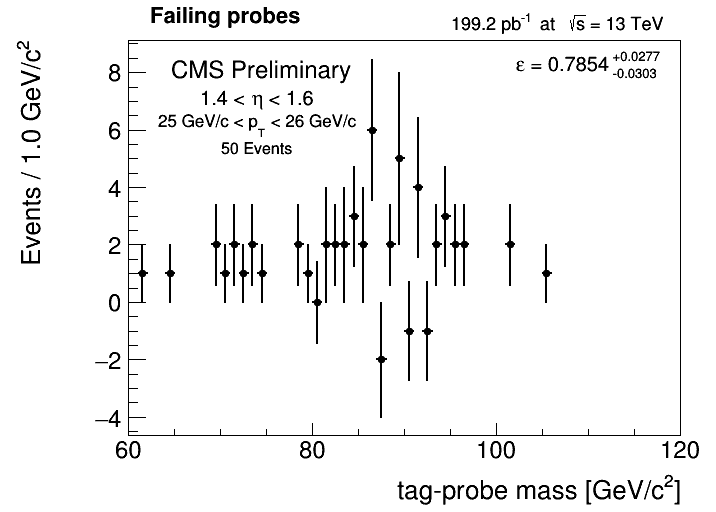 Failing probes
199.2 pb⁻¹ at √s = 13 TeV
CMS Preliminary
ε = 0.7854 +0.0277 -0.0303
1.4 < η < 1.6
25 GeV/c < p_T < 26 GeV/c
50 Events
Events / 1.0 GeV/c²
8
6
4
2
0
−2
−4
60 80 100 120
tag-probe mass [GeV/c²]